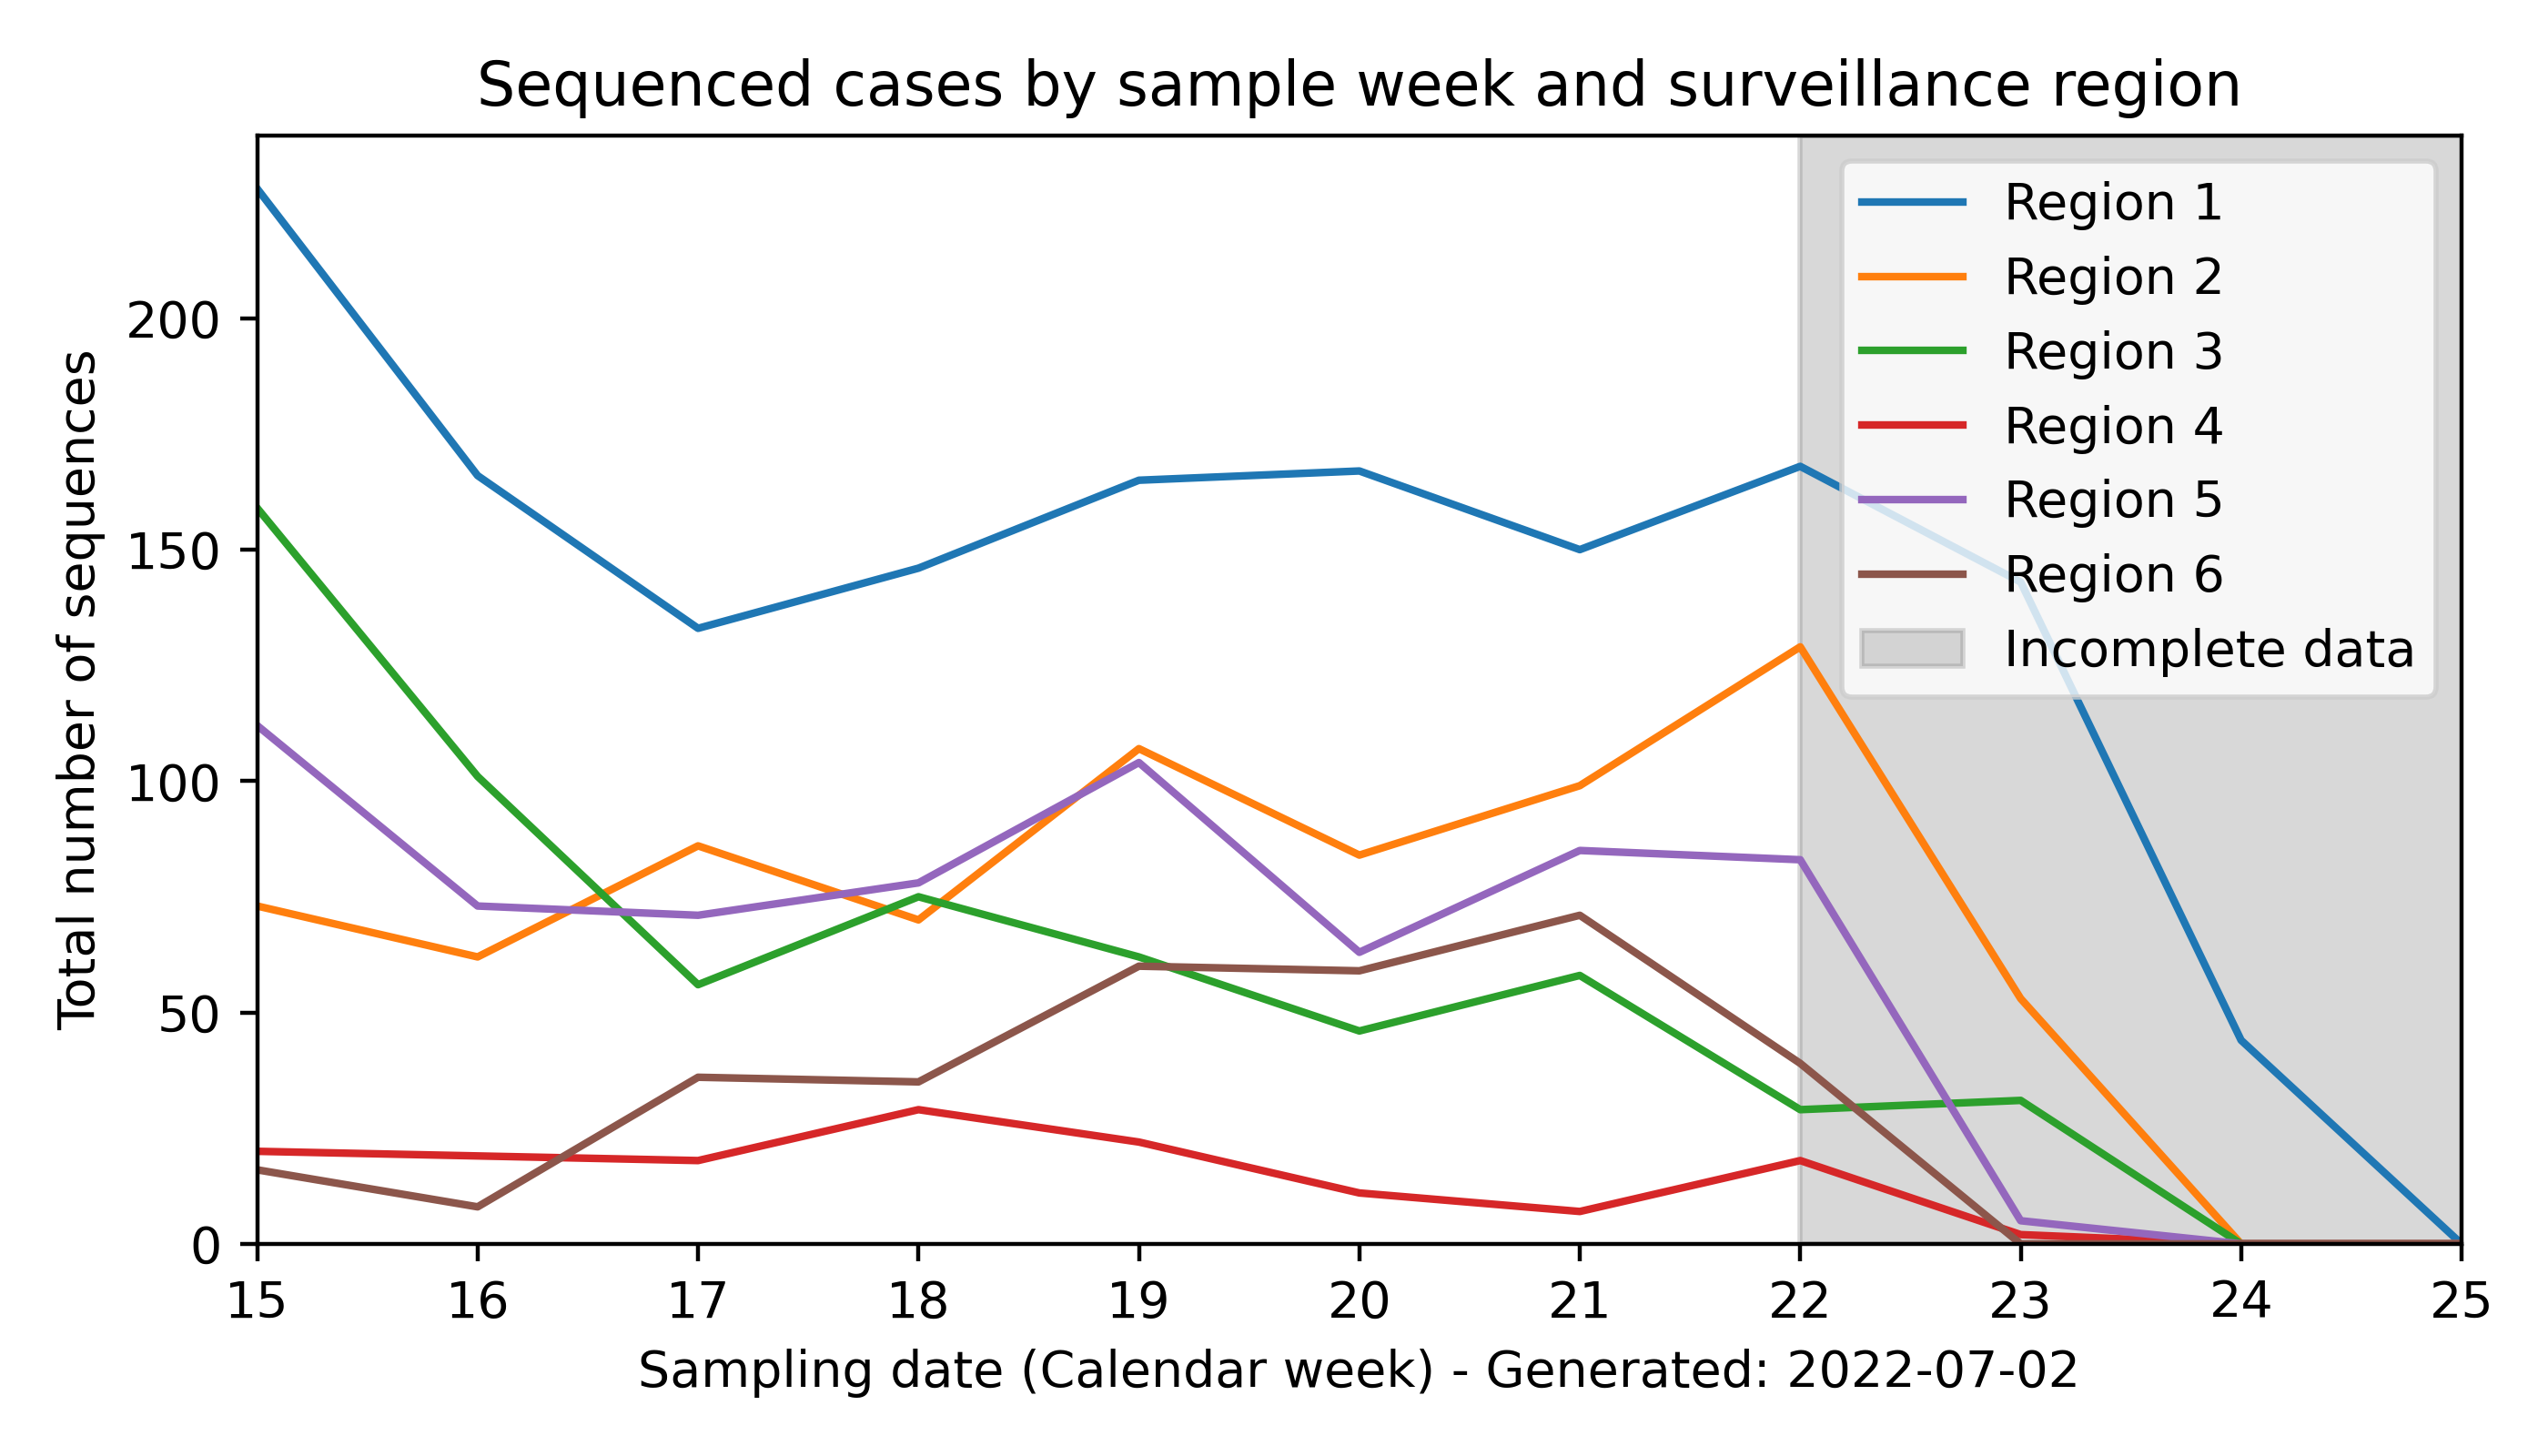 Sequenced cases by sample week and surveillance region
Total number of sequences
200
150
100
50
0
15 16 17 18 19 20 21 22 23 24 25
Sampling date (Calendar week) - Generated: 2022-07-02
Region 1
Region 2
Region 3
Region 4
Region 5
Region 6
Incomplete data